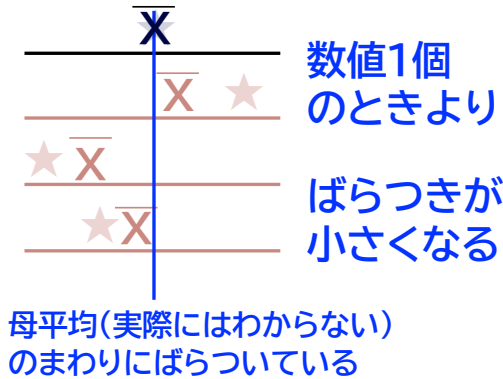 X̄
数値1個
X̄
のときより
X̄
ばらつきが
X̄
小さくなる
母平均(実際にはわからない)
のまわりにばらついている